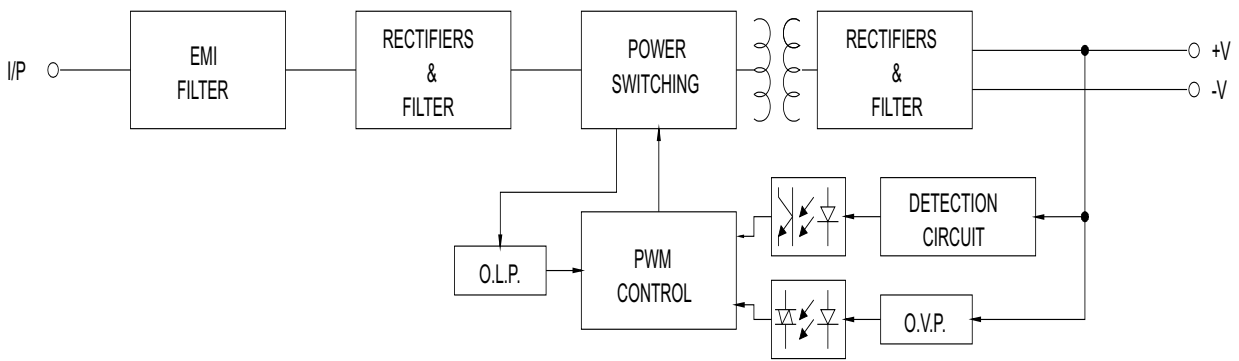 I/P
EMI
FILTER
RECTIFIERS
&
FILTER
POWER
SWITCHING
RECTIFIERS
&
FILTER
+V
-V
DETECTION
CIRCUIT
O.L.P.
PWM
CONTROL
O.V.P.